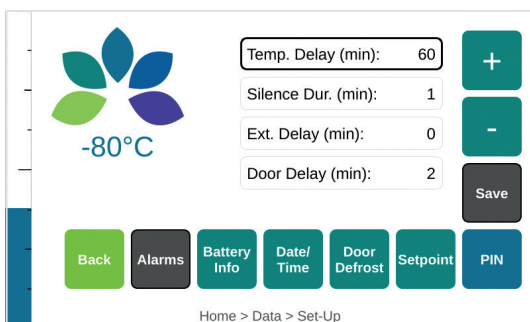 Temp. Delay (min): 60
+
Silence Dur. (min): 1
Ext. Delay (min): 0
-
-80°C
Door Delay (min): 2
Save
Back
Alarms
Battery
Info
Date/
Time
Door
Defrost
Setpoint
PIN
Home > Data > Set-Up